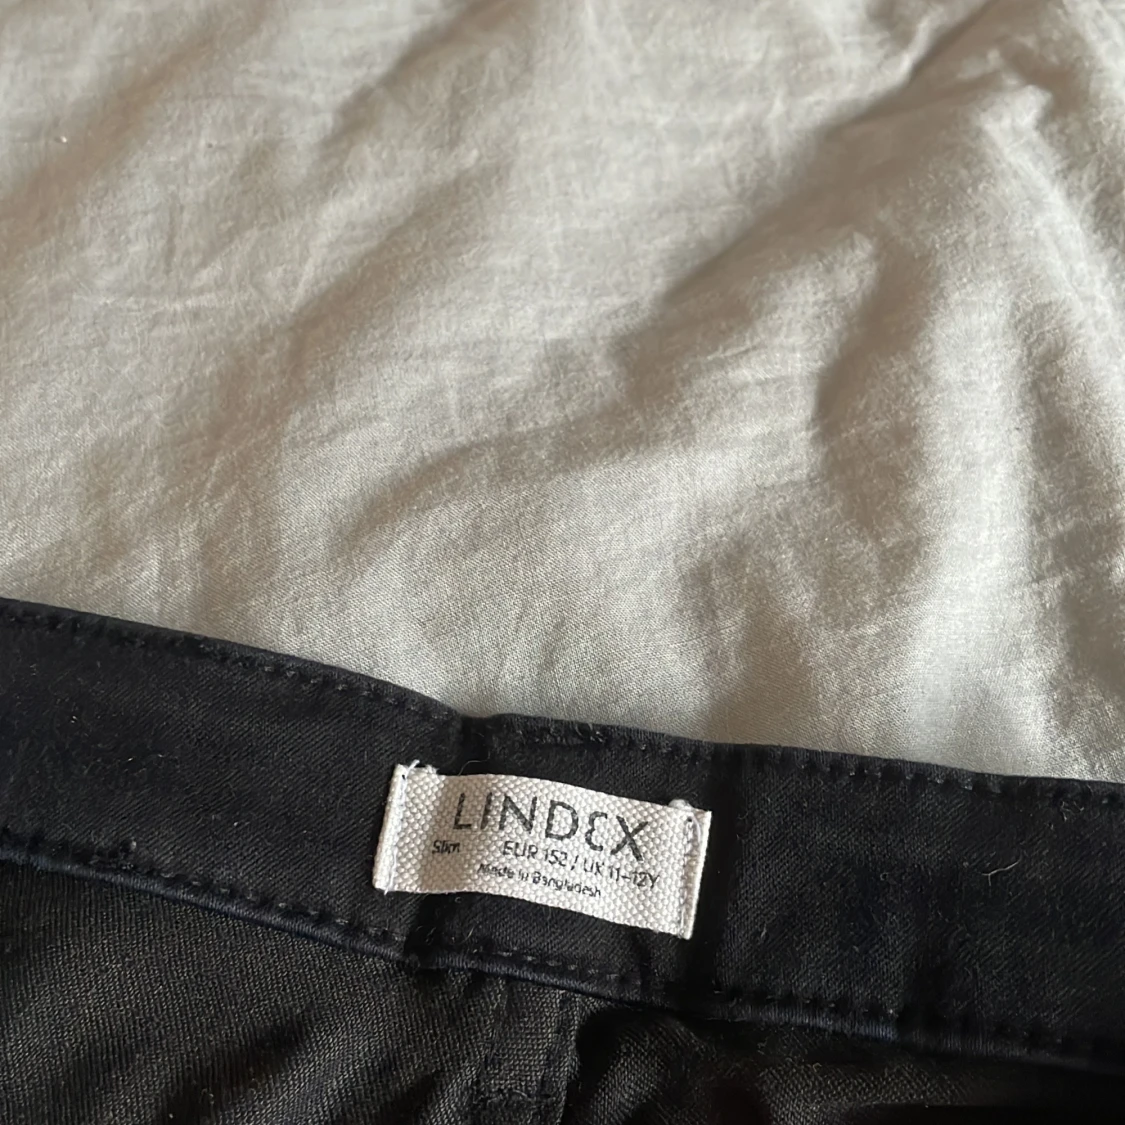 LINDEX
Slim EUR 152 / UK 11-12Y
Made in Bangladesh